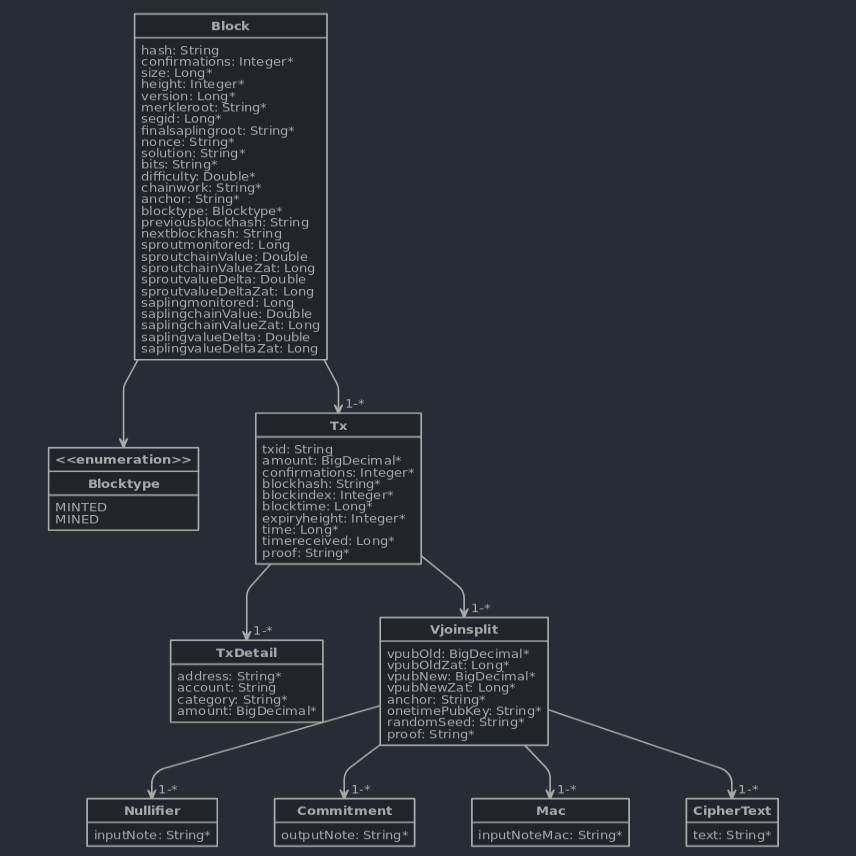 Block
hash: String
confirmations: Integer*
size: Long*
height: Integer*
version: Long*
merkleroot: String*
segid: Long*
finalsaplingroot: String*
nonce: String*
solution: String*
bits: String*
difficulty: Double*
chainwork: String*
anchor: String*
blocktype: Blocktype*
previousblockhash: String
nextblockhash: String
sproutmonitored: Long
sproutchainValue: Double
sproutchainValueZat: Long
sproutvalueDelta: Double
sproutvalueDeltaZat: Long
saplingmonitored: Long
saplingchainValue: Double
saplingchainValueZat: Long
saplingvalueDelta: Double
saplingvalueDeltaZat: Long
1-*
<<enumeration>>
Blocktype
MINTED
MINED
Tx
txid: String
amount: BigDecimal*
confirmations: Integer*
blockhash: String*
blockindex: Integer*
blocktime: Long*
expiryheight: Integer*
time: Long*
timereceived: Long*
proof: String*
1-*
TxDetail
address: String*
account: String
category: String*
amount: BigDecimal*
1-*
Vjoinsplit
vpubOld: BigDecimal*
vpubOldZat: Long*
vpubNew: BigDecimal*
vpubNewZat: Long*
anchor: String*
onetimePubKey: String*
randomSeed: String*
proof: String*
1-*
Nullifier
inputNote: String*
1-*
Commitment
outputNote: String*
1-*
Mac
inputNoteMac: String*
1-*
CipherText
text: String*